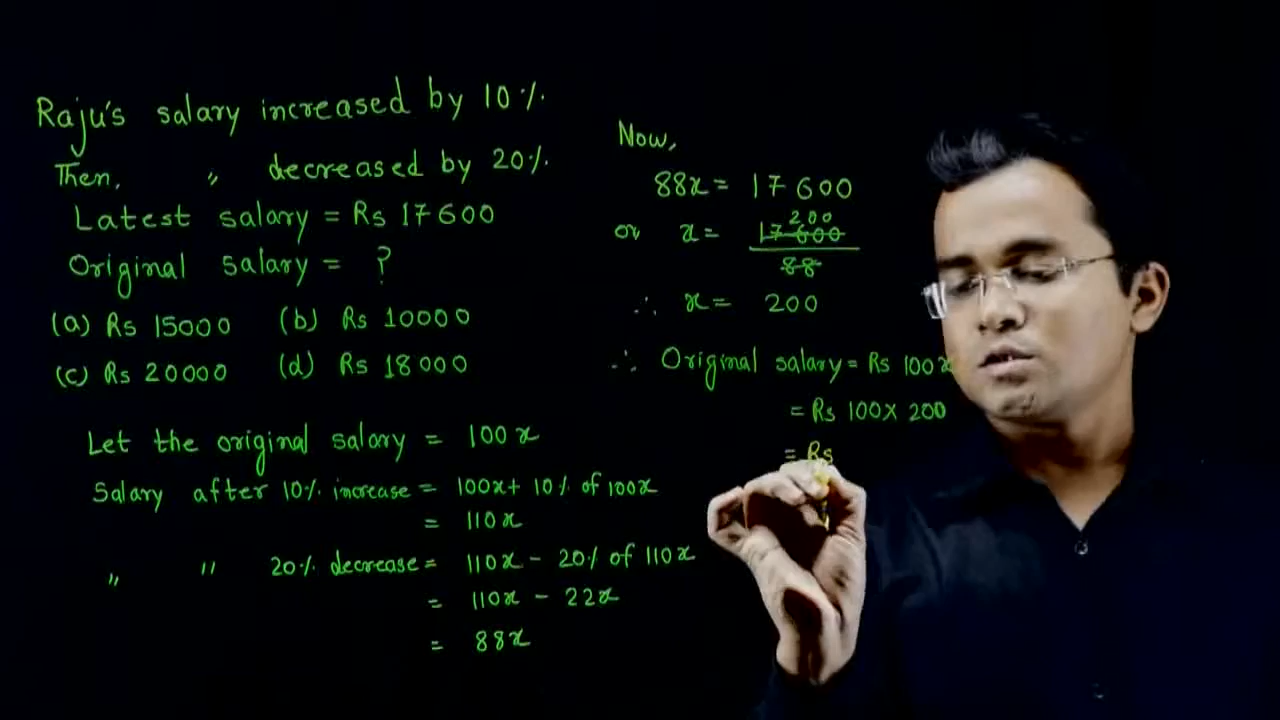 Raju's salary increased by 10%.
Then, " decreased by 20%.
Latest salary = Rs 17600
Original salary = ?
(a) Rs 15000 (b) Rs 10000
(c) Rs 20000 (d) Rs 18000
Let the original salary = 100x
Salary after 10% increase = 100x + 10% of 100x
= 110x
" " 20% decrease = 110x - 20% of 110x
= 110x - 22x
= 88x
Now,
88x = 17600
200
or x = 17600
88
∴ x = 200
∴ Original salary = Rs 100x
= Rs 100 × 200
= Rs